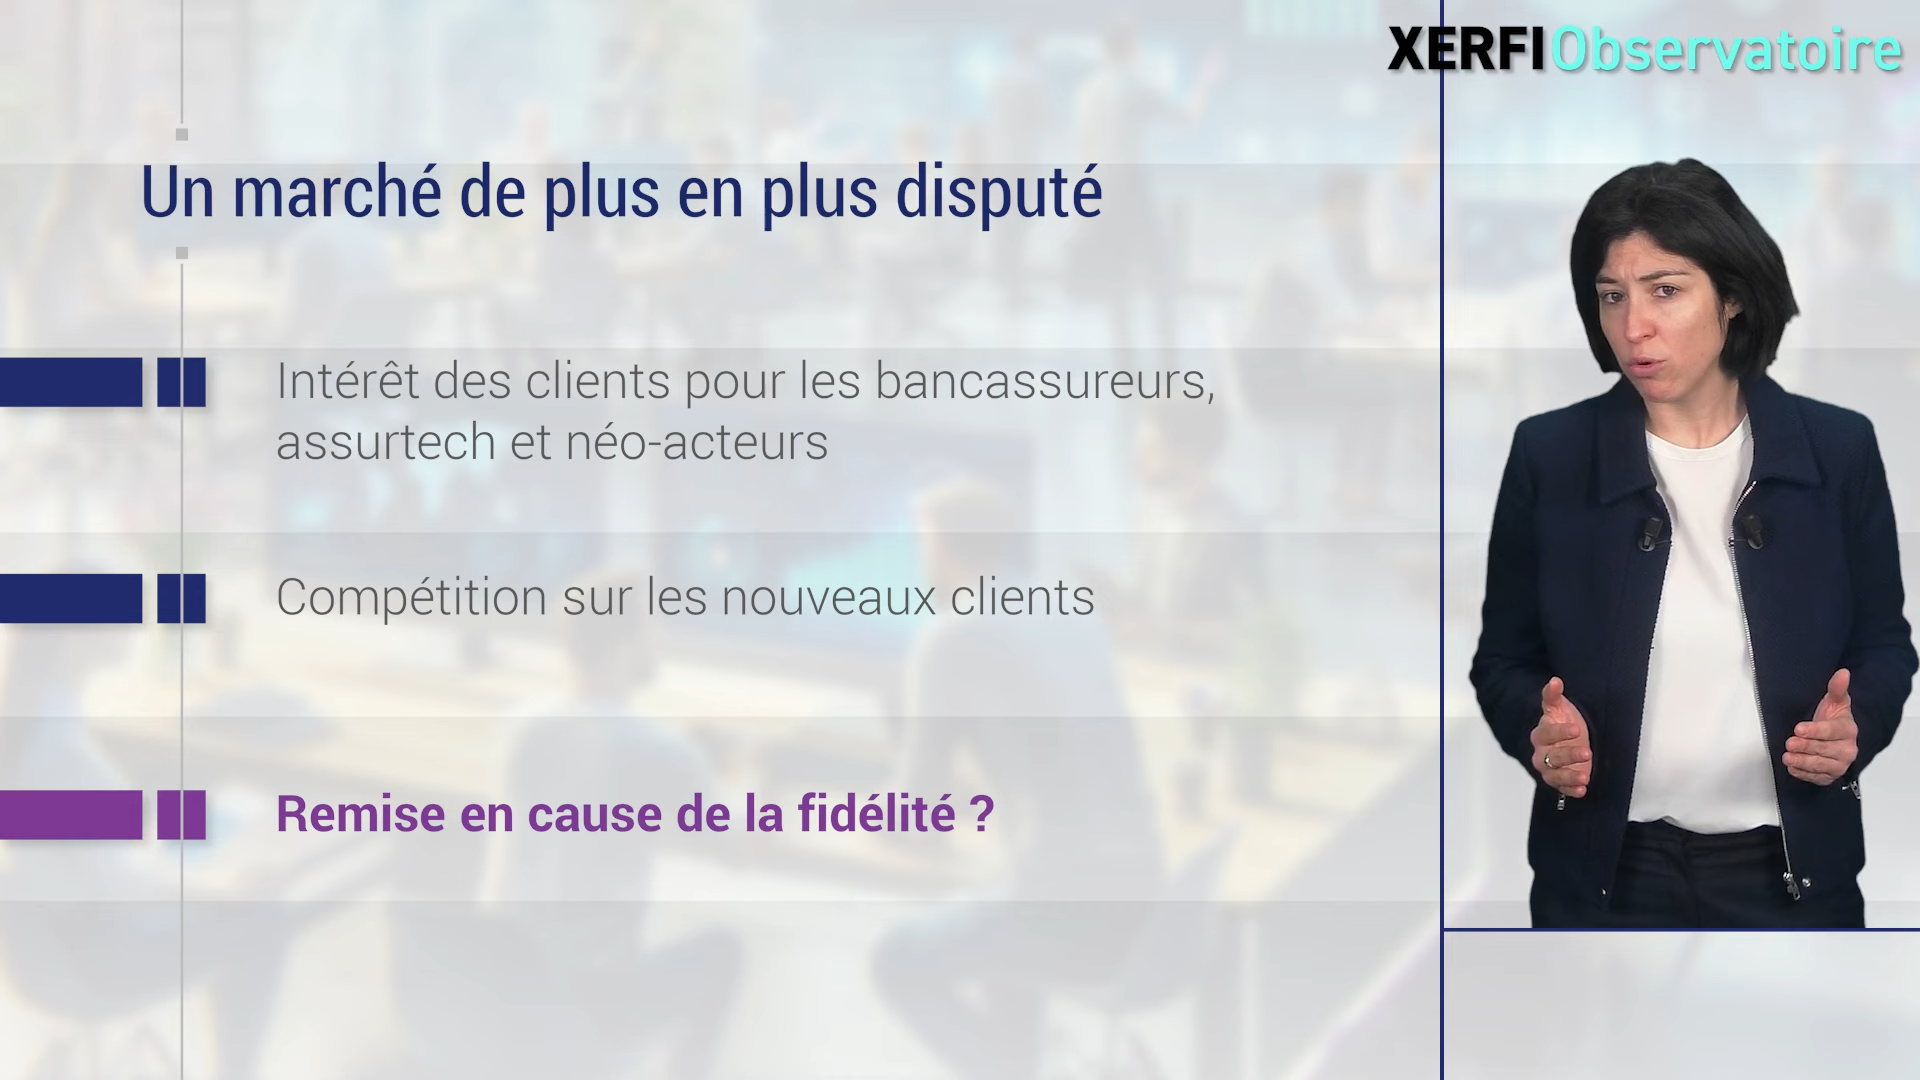 XERFI Observatoire
Un marché de plus en plus disputé
Intérêt des clients pour les bancassureurs,
assurtech et néo-acteurs
Compétition sur les nouveaux clients
Remise en cause de la fidélité ?